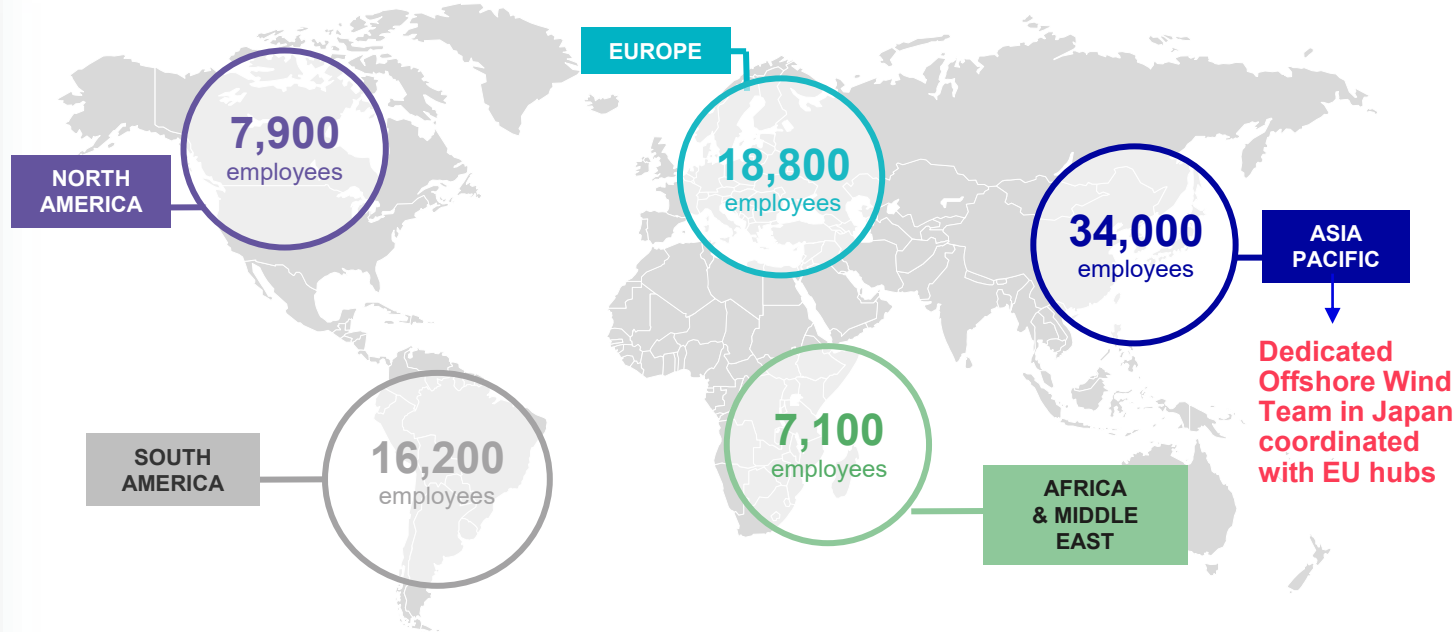 EUROPE
7,900
employees
NORTH
AMERICA
18,800
employees
34,000
employees
ASIA
PACIFIC
Dedicated
Offshore Wind
Team in Japan
coordinated
with EU hubs
16,200
employees
SOUTH
AMERICA
7,100
employees
AFRICA
& MIDDLE
EAST